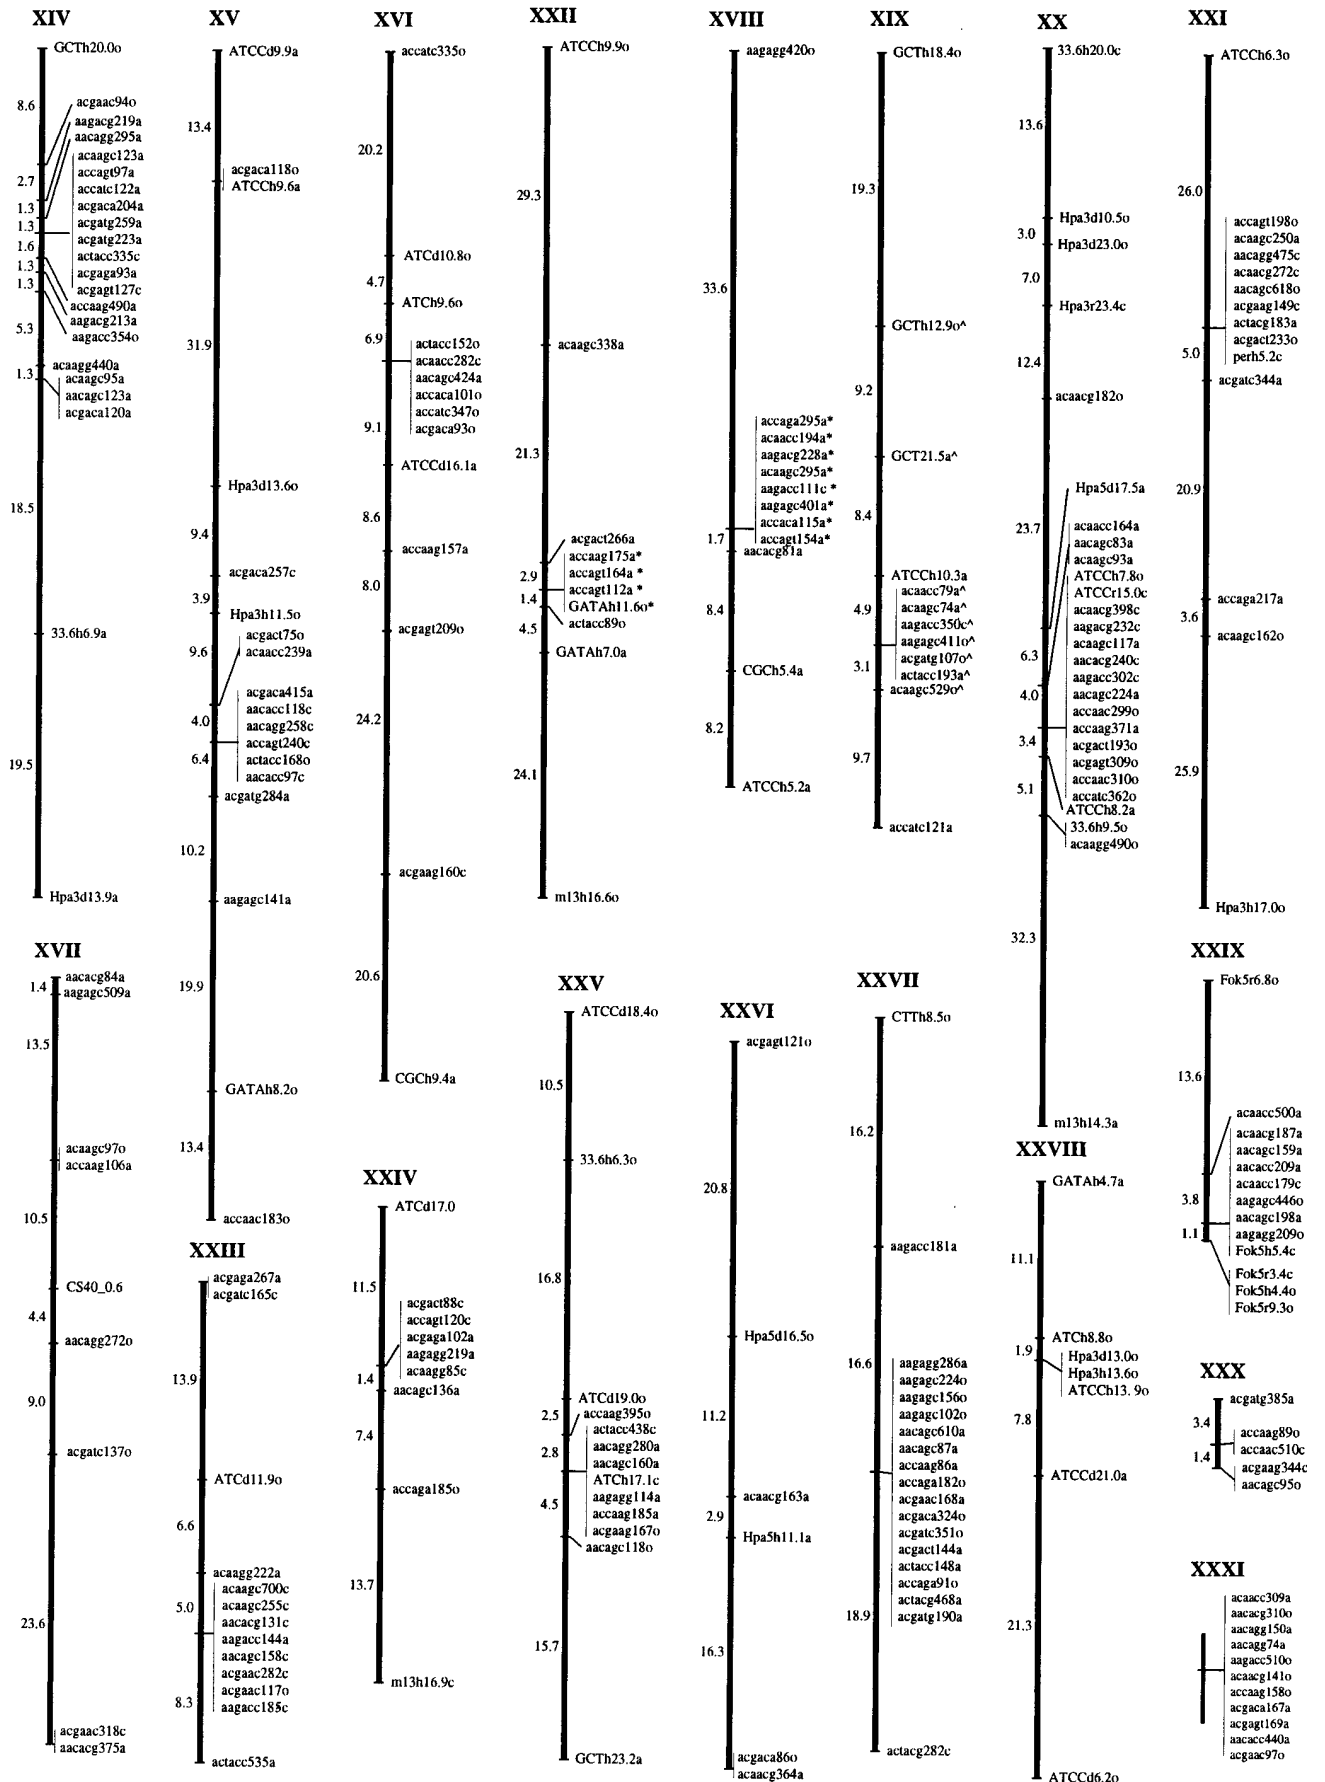 XIV
GCTh20.0o
8.6
acgaac94o
aagacg219a
aacagg295a
acaagc123a
accagt97a
accatc122a
acgaca204a
acgatg259a
acgatg223a
actacc335c
acgaga93a
acgagt127c
accaag490a
aagacg213a
aagacc354o
2.7
1.3
1.3
1.6
1.3
1.3
5.3
acaagg440a
1.3
acaagc95a
aacagc123a
acgaca120a
18.5
33.6h6.9a
19.5
Hpa3d13.9a
XV
ATCCd9.9a
13.4
acgaca118o
ATCCh9.6a
31.9
Hpa3d13.6o
9.4
acgaca257c
3.9
Hpa3h11.5o
9.6
acgact75o
acaacc239a
4.0
acgaca415a
aacacc118c
aacagg258c
accagt240c
actacc168o
aacacc97c
6.4
acgatg284a
10.2
aagagc141a
19.9
GATAh8.2o
13.4
accaac183o
XVI
accatc335o
20.2
ATCd10.8o
4.7
ATCh9.6o
6.9
actacc152o
acaacc282c
aacagc424a
accaca101o
accatc347o
acgaca93o
9.1
ATCCd16.1a
8.6
accaag157a
8.0
acgagt209o
24.2
acgaag160c
20.6
CGCh9.4a
XXII
ATCCh9.9o
29.3
acaagc338a
21.3
acgact266a
accaag175a*
accagt164a *
accagt112a*
GATAh11.6o*
actacc89o
2.9
1.4
4.5
GATAh7.0a
24.1
m13h16.6o
XVIII
aagagg420o
33.6
accaga295a*
acaacc194a*
aagacg228a*
acaagc295a*
aagacc111c *
aagagc401a*
accaca115a*
accagt154a*
1.7
aacacg81a
8.4
CGCh5.4a
8.2
ATCCh5.2a
XIX
GCTh18.4o
19.3
GCTh12.9o^
9.2
GCT21.5a^
8.4
ATCCh10.3a
4.9
acaacc79a^
acaagc74a^
aagacc350c^
aagagc411o^
acgatg107o^
actacc193a^
3.1
acaagc529o^
9.7
accatc121a
XX
33.6h20.0c
13.6
Hpa3d10.5o
3.0
Hpa3d23.0o
7.0
Hpa3r23.4c
12.4
acaacg182o
23.7
Hpa5d17.5a
acaacc164a
aacagc83a
acaagc93a
ATCCh7.8o
ATCCr15.0c
acaacg398c
aagacg232c
acaagc117a
aacacg240c
aagacc302c
aacagc224a
accaac299o
accaag371a
acgact193o
acgagt309o
accaac310o
accatc362o
ATCCh8.2a
33.6h9.5o
acaagg490o
6.3
4.0
3.4
5.1
32.3
m13h14.3a
XXI
ATCCh6.3o
26.0
accagt198o
acaagc250a
aacagg475c
acaacg272c
aacagc618o
acgaag149c
actacg183a
acgact233o
perh5.2c
5.0
acgatc344a
20.9
accaga217a
3.6
acaagc162o
25.9
Hpa3h17.0o
XVII
aacacg84a
1.4
aagagc509a
13.5
acaagc97o
accaag106a
10.5
CS40_0.6
4.4
aacagg272o
9.0
acgatc137o
23.6
acgaac318c
aacacg375a
XXIII
acgaga267a
acgatc165c
13.9
ATCd11.9o
6.6
acaagg222a
5.0
acaagc700c
acaagc255c
aacacg131c
aagacc144a
aacagc158c
acgaac282c
acgaac117o
aagacc185c
8.3
actacc535a
XXIV
ATCd17.0
11.5
acgact88c
accagt120c
acgaga102a
aagagg219a
acaagg85c
1.4
aacagc136a
7.4
accaga185o
13.7
m13h16.9c
XXV
ATCCd18.4o
10.5
33.6h6.3o
16.8
ATCd19.0o
2.5
accaag395o
actacc438c
aacagg280a
aacagc160a
ATCh17.1c
aagagg114a
accaag185a
acgaag167o
aacagc118o
2.8
4.5
15.7
GCTh23.2a
XXVI
acgagt121o
20.8
Hpa5d16.5o
11.2
acaacg163a
2.9
Hpa5h11.1a
16.3
acgaca86o
acaacg364a
XXVII
CTTh8.5o
16.2
aagacc181a
16.6
aagagg286a
aagagc224o
aagagc156o
aagagc102o
aacagc610a
aacagc87a
accaag86a
accaga182o
acgaac168a
acgaca324o
acgatc351o
acgact144a
actacc148a
accaga91o
actacg468a
acgatg190a
18.9
actacg282c
XXVIII
GATAh4.7a
11.1
ATCh8.8o
1.9
Hpa3d13.0o
Hpa3h13.6o
ATCCh13.9o
7.8
ATCCd21.0a
21.3
ATCCd6.2o
XXIX
Fok5r6.8o
13.6
acaacc500a
acaacg187a
aacagc159a
aacacc209a
acaacc179c
aagagc446o
aacagc198a
aagagg209o
Fok5h5.4c
3.8
1.1
Fok5r3.4c
Fok5h4.4o
Fok5r9.3o
XXX
acgatg385a
3.4
accaag89o
accaac510c
1.4
acgaag344c
aacagc95o
XXXI
acaacc309a
aacacg310o
aacagg150a
aacagg74a
aagacc510o
acaacg141o
accaag158o
acgaca167a
acgagt169a
aacacc440a
acgaac97o